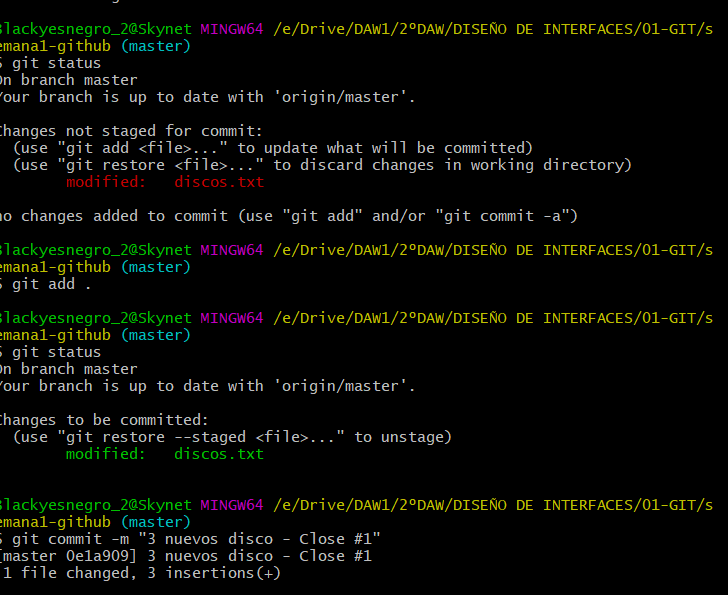 Blackyesnegro_2@Skynet MINGW64 /e/Drive/DAW1/2ºDAW/DISEÑO DE INTERFACES/01-GIT/s
emana1-github (master)
$ git status
On branch master
Your branch is up to date with 'origin/master'.
Changes not staged for commit:
(use "git add <file>..." to update what will be committed)
(use "git restore <file>..." to discard changes in working directory)
modified: discos.txt
no changes added to commit (use "git add" and/or "git commit -a")
Blackyesnegro_2@Skynet MINGW64 /e/Drive/DAW1/2ºDAW/DISEÑO DE INTERFACES/01-GIT/s
emana1-github (master)
$ git add .
Blackyesnegro_2@Skynet MINGW64 /e/Drive/DAW1/2ºDAW/DISEÑO DE INTERFACES/01-GIT/s
emana1-github (master)
$ git status
On branch master
Your branch is up to date with 'origin/master'.
Changes to be committed:
(use "git restore --staged <file>..." to unstage)
modified: discos.txt
Blackyesnegro_2@Skynet MINGW64 /e/Drive/DAW1/2ºDAW/DISEÑO DE INTERFACES/01-GIT/s
emana1-github (master)
$ git commit -m "3 nuevos disco - Close #1"
[master 0e1a909] 3 nuevos disco - Close #1
1 file changed, 3 insertions(+)